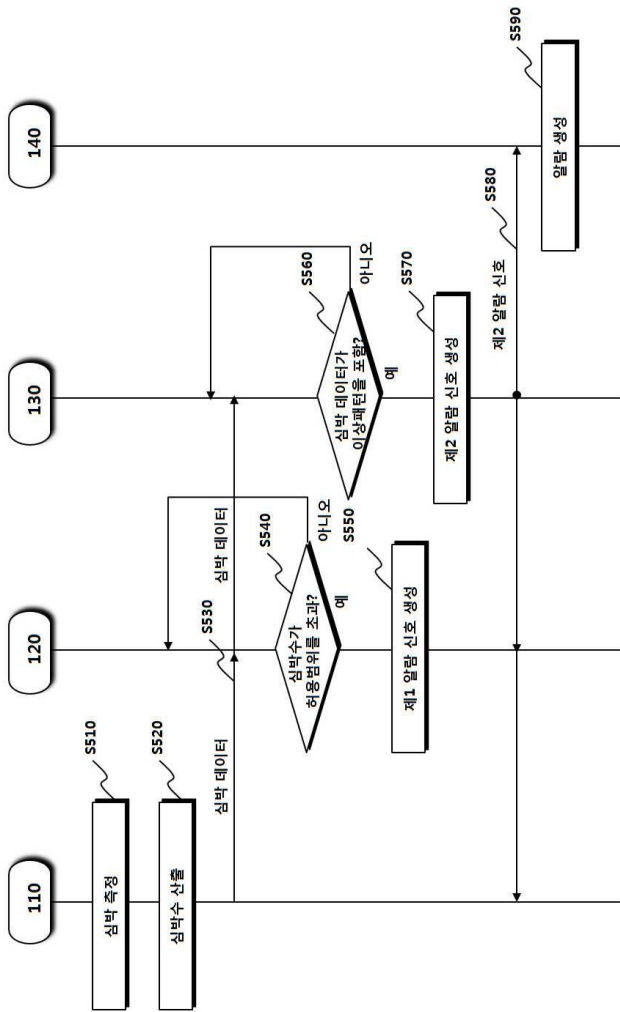 110
120
130
140
심박 측정
S510
심박수 산출
S520
심박 데이터
S530
심박 데이터
심박수가
허용범위를 초과?
S540
아니오
예
제1 알람 신호 생성
S550
심박 데이터가
이상패턴을 포함?
S560
아니오
예
제2 알람 신호 생성
S570
제2 알람 신호
S580
알람 생성
S590